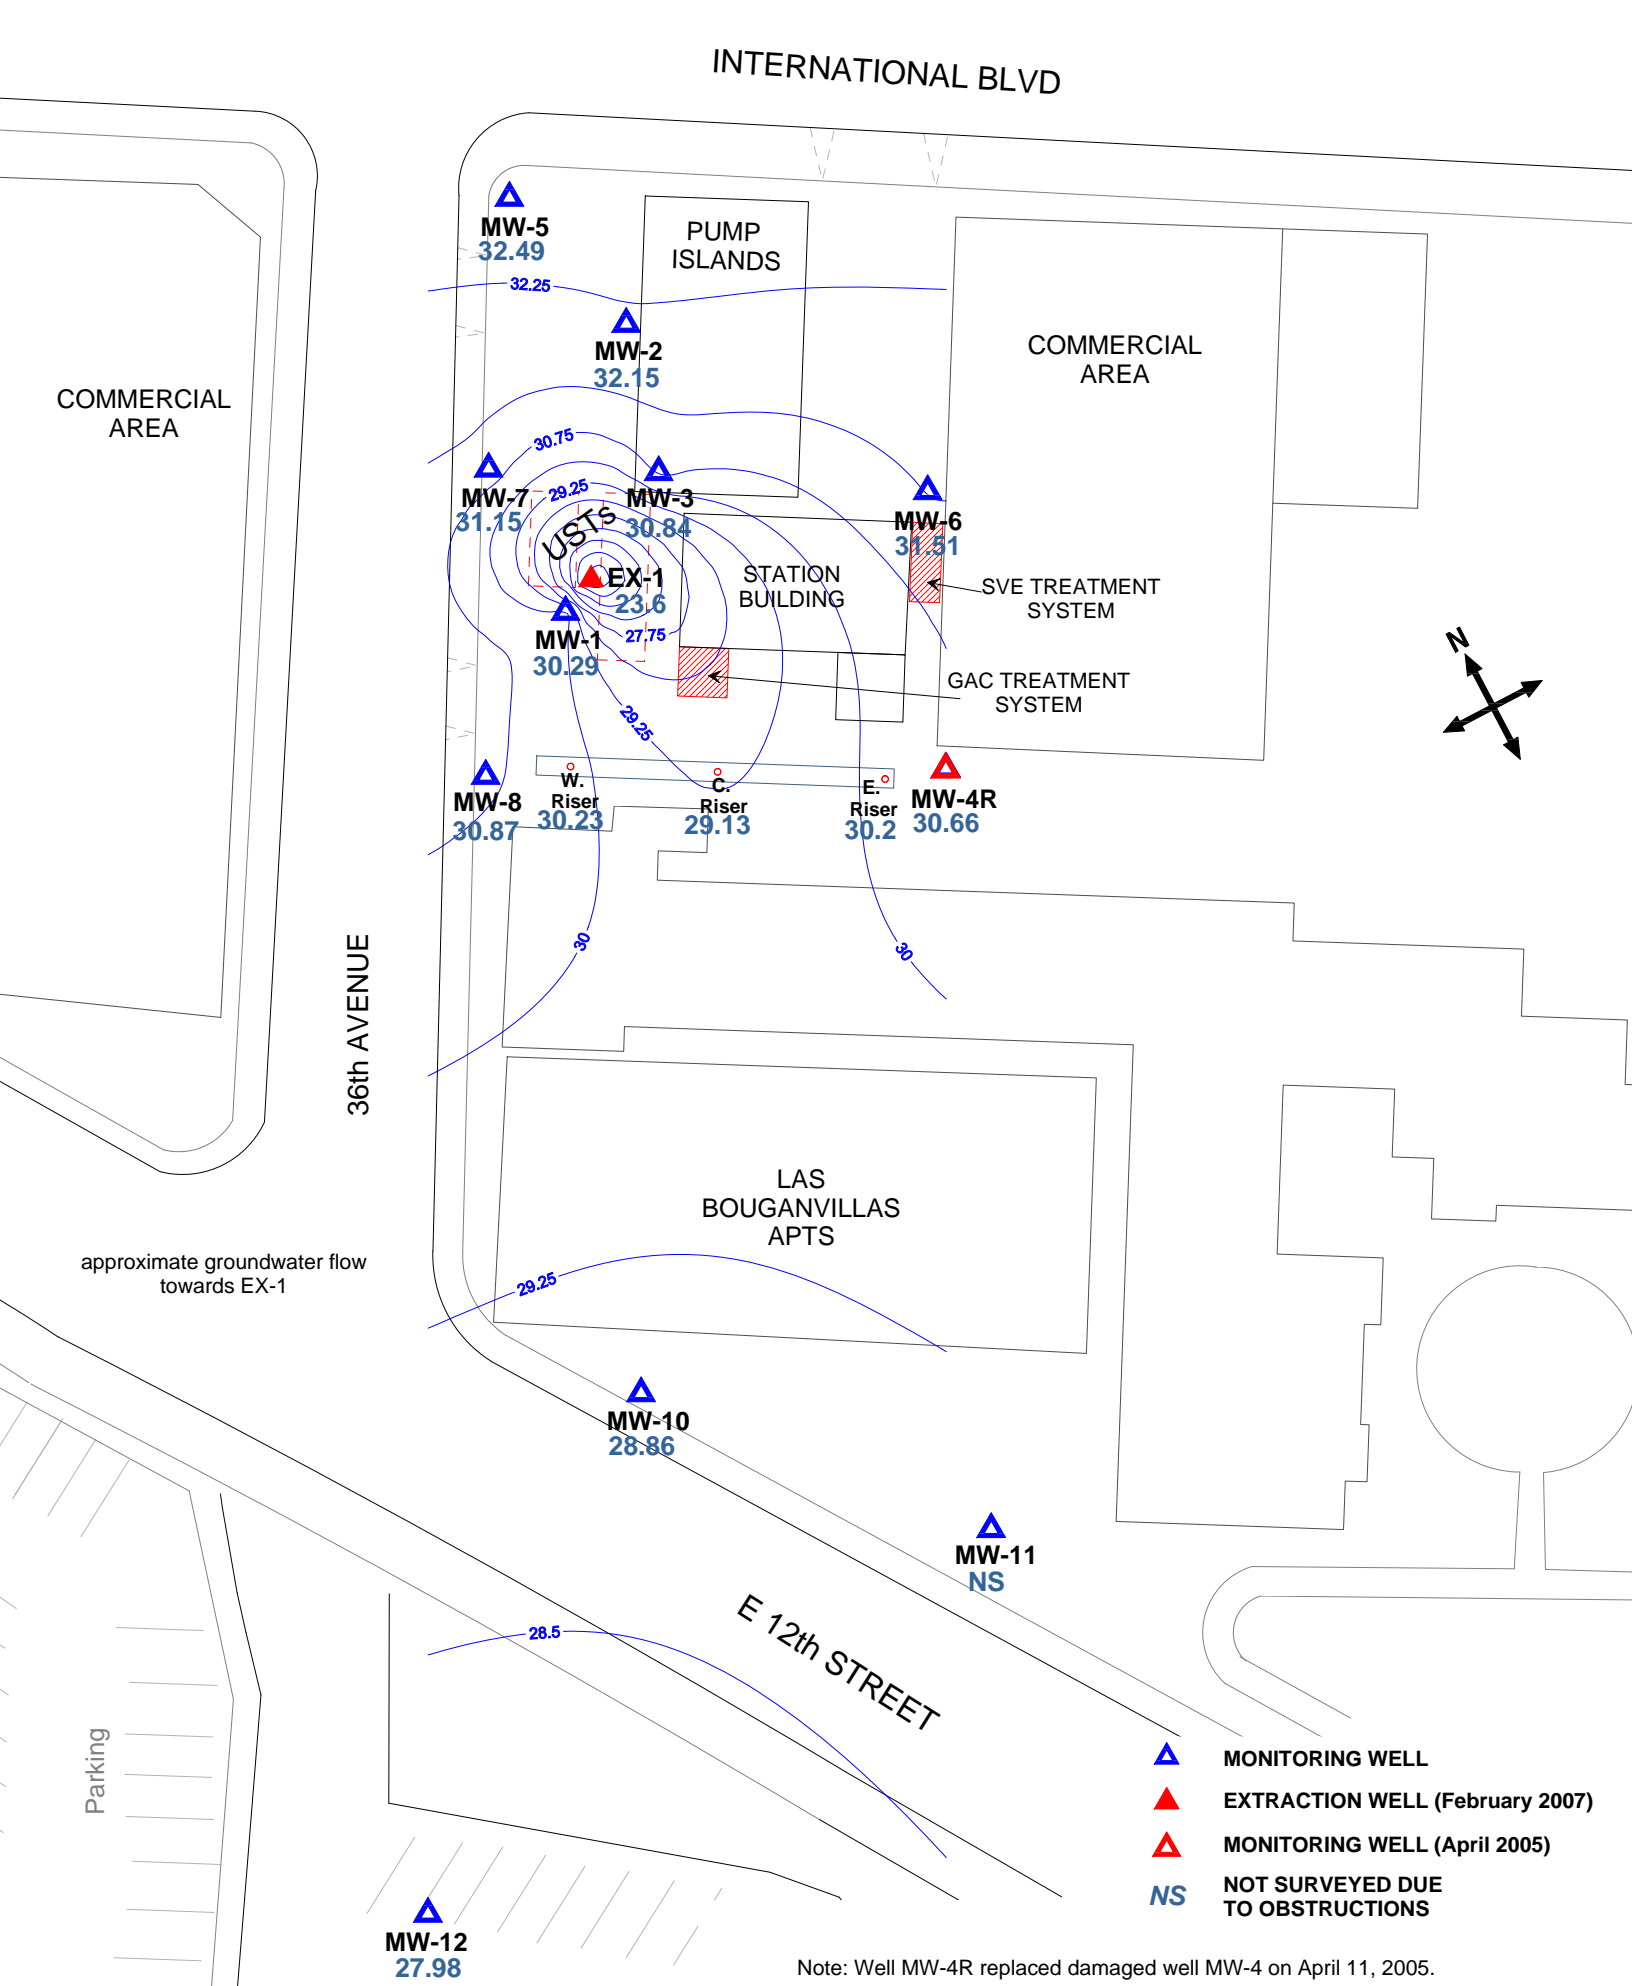 INTERNATIONAL BLVD
MW-5
32.49
PUMP
ISLANDS
32.25
MW-2
32.15
COMMERCIAL
AREA
COMMERCIAL
AREA
30.75
MW-7
31.15
29.25
MW-3
30.84
MW-6
31.51
USTs
EX-1
23.6
STATION
BUILDING
SVE TREATMENT
SYSTEM
MW-1
30.29
27.75
N
GAC TREATMENT
SYSTEM
29.25
MW-8
30.87
W.
Riser
30.23
C.
Riser
29.13
E.
Riser
30.2
MW-4R
30.66
30
30
36th AVENUE
LAS
BOUGANVILLAS
APTS
approximate groundwater flow
towards EX-1
29.25
MW-10
28.86
MW-11
NS
E 12th STREET
28.5
Parking
MW-12
27.98
MONITORING WELL
EXTRACTION WELL (February 2007)
MONITORING WELL (April 2005)
NS
NOT SURVEYED DUE
TO OBSTRUCTIONS
Note: Well MW-4R replaced damaged well MW-4 on April 11, 2005.